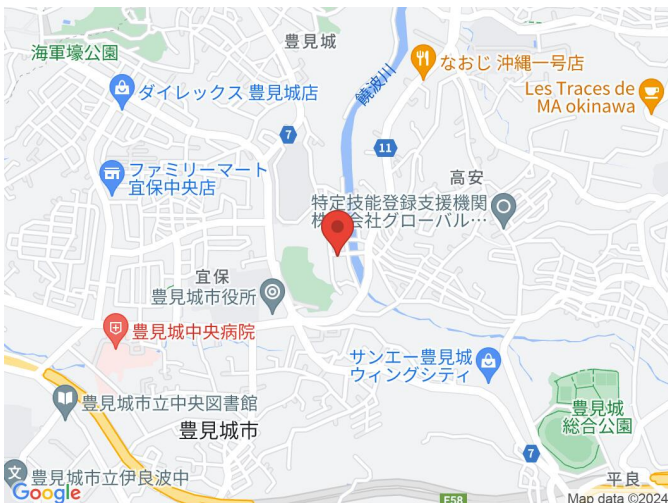 海軍壕公園
豊見城
なおじ 沖縄一号店
饒波川
Les Traces de
MA okinawa
ダイレックス 豊見城店
7
11
ファミリーマート
宜保中央店
高安
特定技能登録支援機関
株式会社グローバル…
宜保
豊見城市役所
豊見城中央病院
サンエー豊見城
ウイングシティ
豊見城市立中央図書館
豊見城
総合公園
豊見城市
7
豊見城市立伊良波中
平良
Google
E58
Map data ©2024